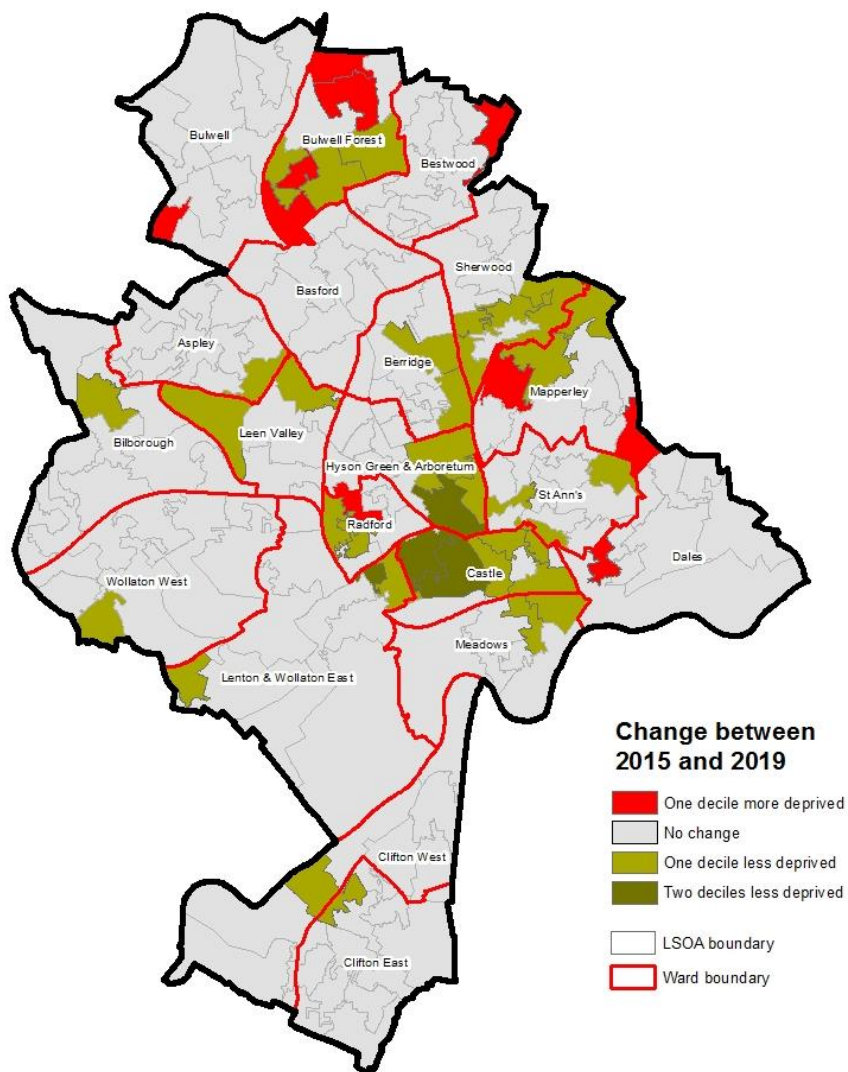 Bulwell
Bulwell Forest
Bestwood
Sherwood
Basford
Aspley
Berridge
Mapperley
Bilborough
Leen Valley
Hyson Green & Arboretum
St Ann's
Radford
Dales
Wollaton West
Castle
Meadows
Lenton & Wollaton East
Change between
2015 and 2019
One decile more deprived
No change
One decile less deprived
Two deciles less deprived
LSOA boundary
Ward boundary
Clifton West
Clifton East